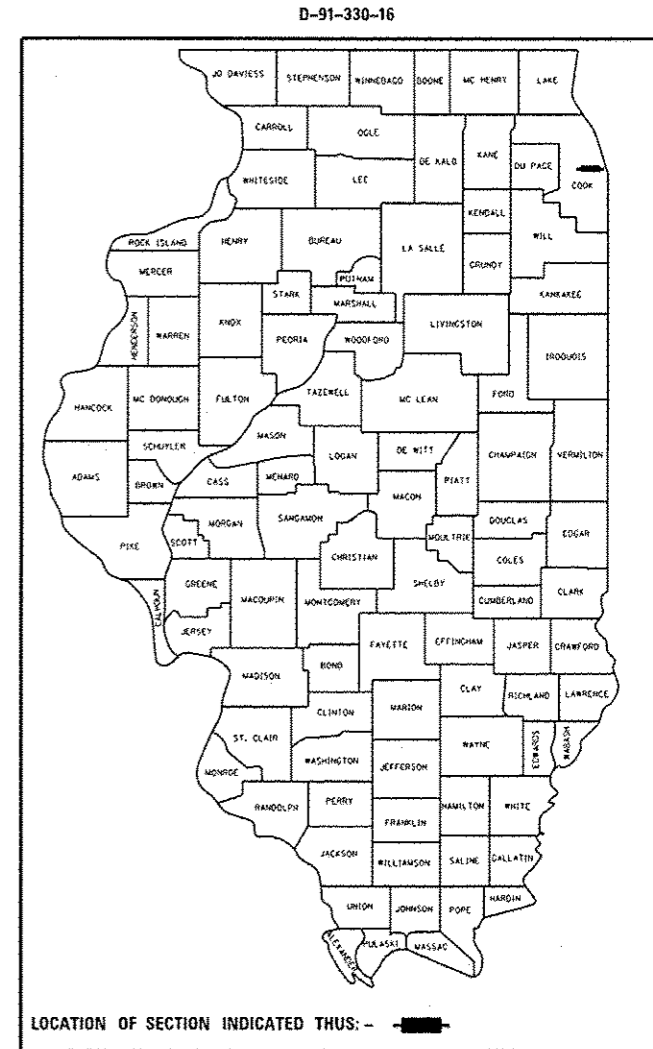 D-91-330-16
JO DAVIESS STEPHENSON WINNEBAGO BOONE MC HENRY LAKE
CARROLL OGLE DE KALB KANE DU PAGE COOK
WHITESIDE LEE KENDALL WILL
ROCK ISLAND HENRY BUREAU LA SALLE GRUNDY
MERCER PUTNAM KANKAKEE
HENDERSON WARREN KNOX STARK MARSHALL LIVINGSTON
PEORIA WOODFORD IROQUOIS
HANCOCK MC DONOUGH FULTON TAZEWELL MC LEAN FORD
SCHUYLER MASON LOGAN DE WITT CHAMPAIGN VERMILION
ADAMS BROWN CASS MENARD MACON PIATT
PIKE SCOTT MORGAN SANGAMON CHRISTIAN MOULTRIE DOUGLAS EDGAR
COLES
CALHOUN GREENE MACOUPIN MONTGOMERY SHELBY CUMBERLAND CLARK
JERSEY FAYETTE EFFINGHAM JASPER CRAWFORD
MADISON BOND CLAY RICHLAND LAWRENCE
CLINTON MARION
ST. CLAIR WAYNE EDWARDS WABASH
MONROE WASHINGTON JEFFERSON
RANDOLPH PERRY HAMILTON WHITE
FRANKLIN
JACKSON WILLIAMSON SALINE GALLATIN
UNION JOHNSON POPE HARDIN
ALEXANDER PULASKI MASSAC
LOCATION OF SECTION INDICATED THUS: -